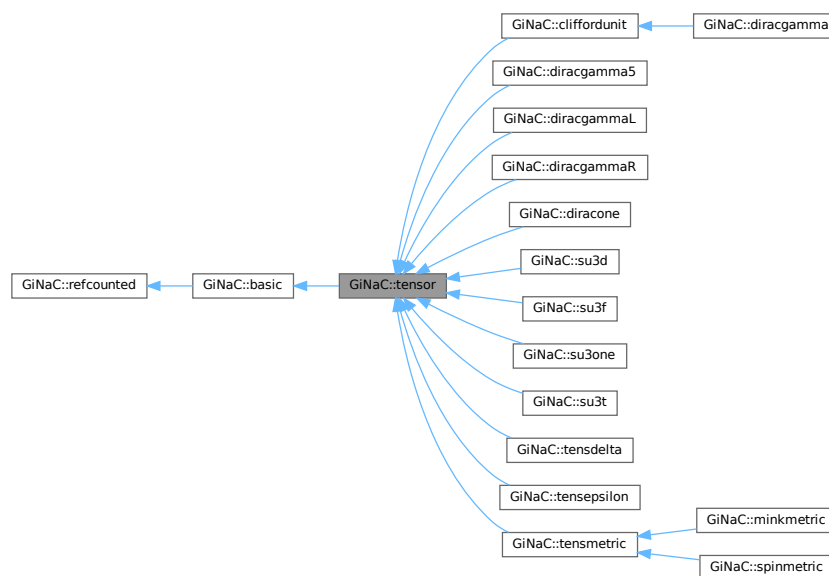 GiNaC::cliffordunit
GiNaC::diracgamma
GiNaC::diracgamma5
GiNaC::diracgammaL
GiNaC::diracgammaR
GiNaC::diracone
GiNaC::su3d
GiNaC::refcounted
GiNaC::basic
GiNaC::tensor
GiNaC::su3f
GiNaC::su3one
GiNaC::su3t
GiNaC::tensdelta
GiNaC::tensepsilon
GiNaC::minkmetric
GiNaC::tensmetric
GiNaC::spinmetric